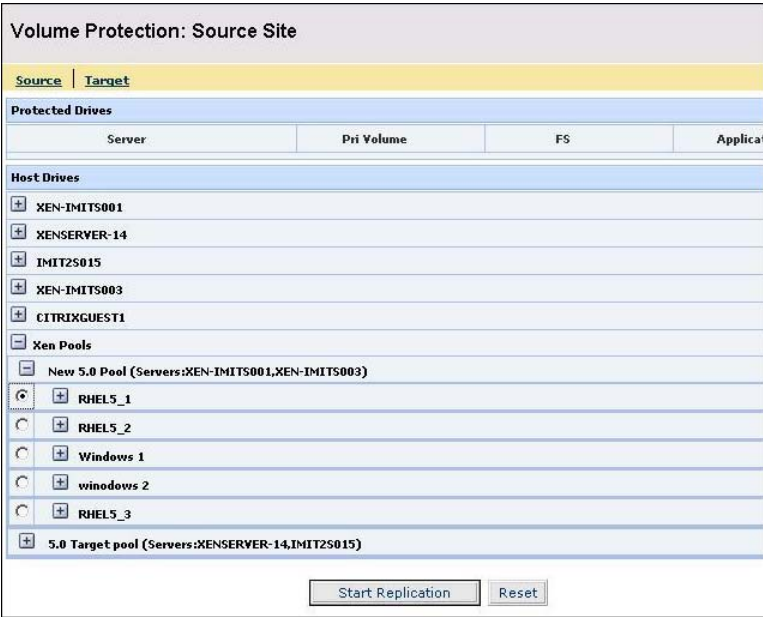 Volume Protection: Source Site
Source | Target
Protected Drives
Server Pri Volume FS Applicat
Host Drives
XEN-IMITS001
XENSERVER-14
IMIT2S015
XEN-IMITS003
CITRIXGUEST1
Xen Pools
New 5.0 Pool (Servers:XEN-IMITS001,XEN-IMITS003)
RHEL5_1
RHEL5_2
Windows 1
winodows 2
RHEL5_3
5.0 Target pool (Servers:XENSERVER-14,IMIT2S015)
Start Replication Reset